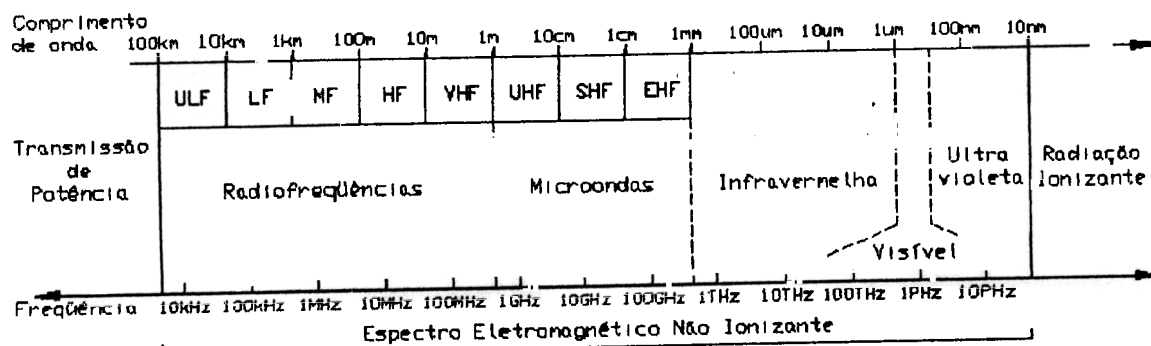 Comprimento
de onda 100km 10km 1km 100m 10m 1m 10cm 1cm 1mm 100um 10um 1um 100nm 10nm
ULF LF MF HF VHF UHF SHF EHF
Transmissão
de
Potência
Radiofreqüências
Microondas
Infravermelha
Ultra
violeta
Radiação
Ionizante
Visível
Freqüência 10kHz 100kHz 1MHz 10MHz 100MHz 1GHz 10GHz 100GHz 1THz 10THz 100THz 1PHz 10PHz
Espectro Eletromagnético Não Ionizante